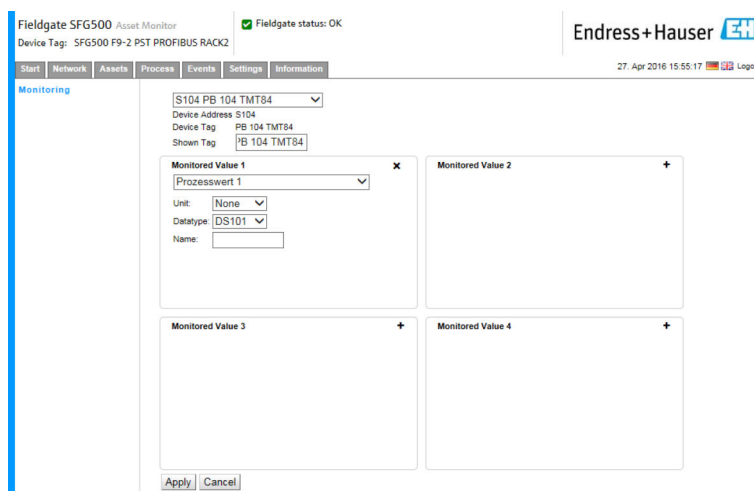 Fieldgate SFG500 Asset Monitor
Device Tag: SFG500 F9-2 PST PROFIBUS RACK2
Fieldgate status: OK
Endress+Hauser EH
Start Network Assets Process Events Settings Information
27. Apr 2016 15:55:17 Logo
Monitoring
S104 PB 104 TMT84
Device Address S104
Device Tag PB 104 TMT84
Shown Tag PB 104 TMT84
Monitored Value 1
Prozesswert 1
Unit: None
Datatype: DS101
Name:
Monitored Value 2
Monitored Value 3
Monitored Value 4
Apply Cancel